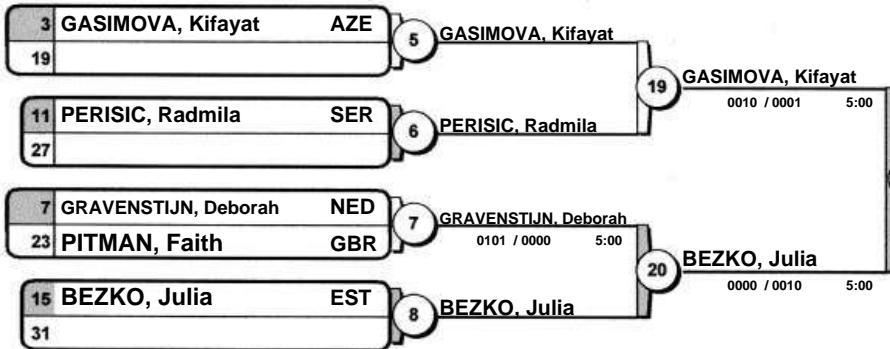 3 GASIMOVA, Kifayat AZE
19
5
GASIMOVA, Kifayat
11 PERISIC, Radmila SER
27
6
PERISIC, Radmila
19
GASIMOVA, Kifayat
0010 / 0001 5:00
7 GRAVENSTIJN, Deborah NED
23 PITMAN, Faith GBR
7
GRAVENSTIJN, Deborah
0101 / 0000 5:00
15 BEZKO, Julia EST
31
8
BEZKO, Julia
20
BEZKO, Julia
0000 / 0010 5:00